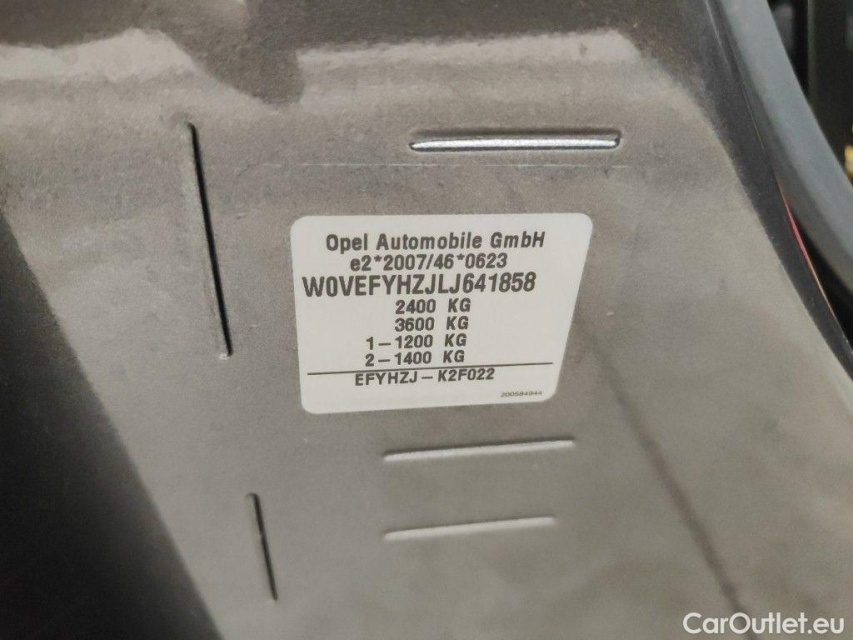 Opel Automobile GmbH
e2*2007/46*0623
W0VEFYHZJLJ641858
2400 KG
3600 KG
1-1200 KG
2-1400 KG
EFYHZJ-K2F022
200584944
CarOutlet.eu